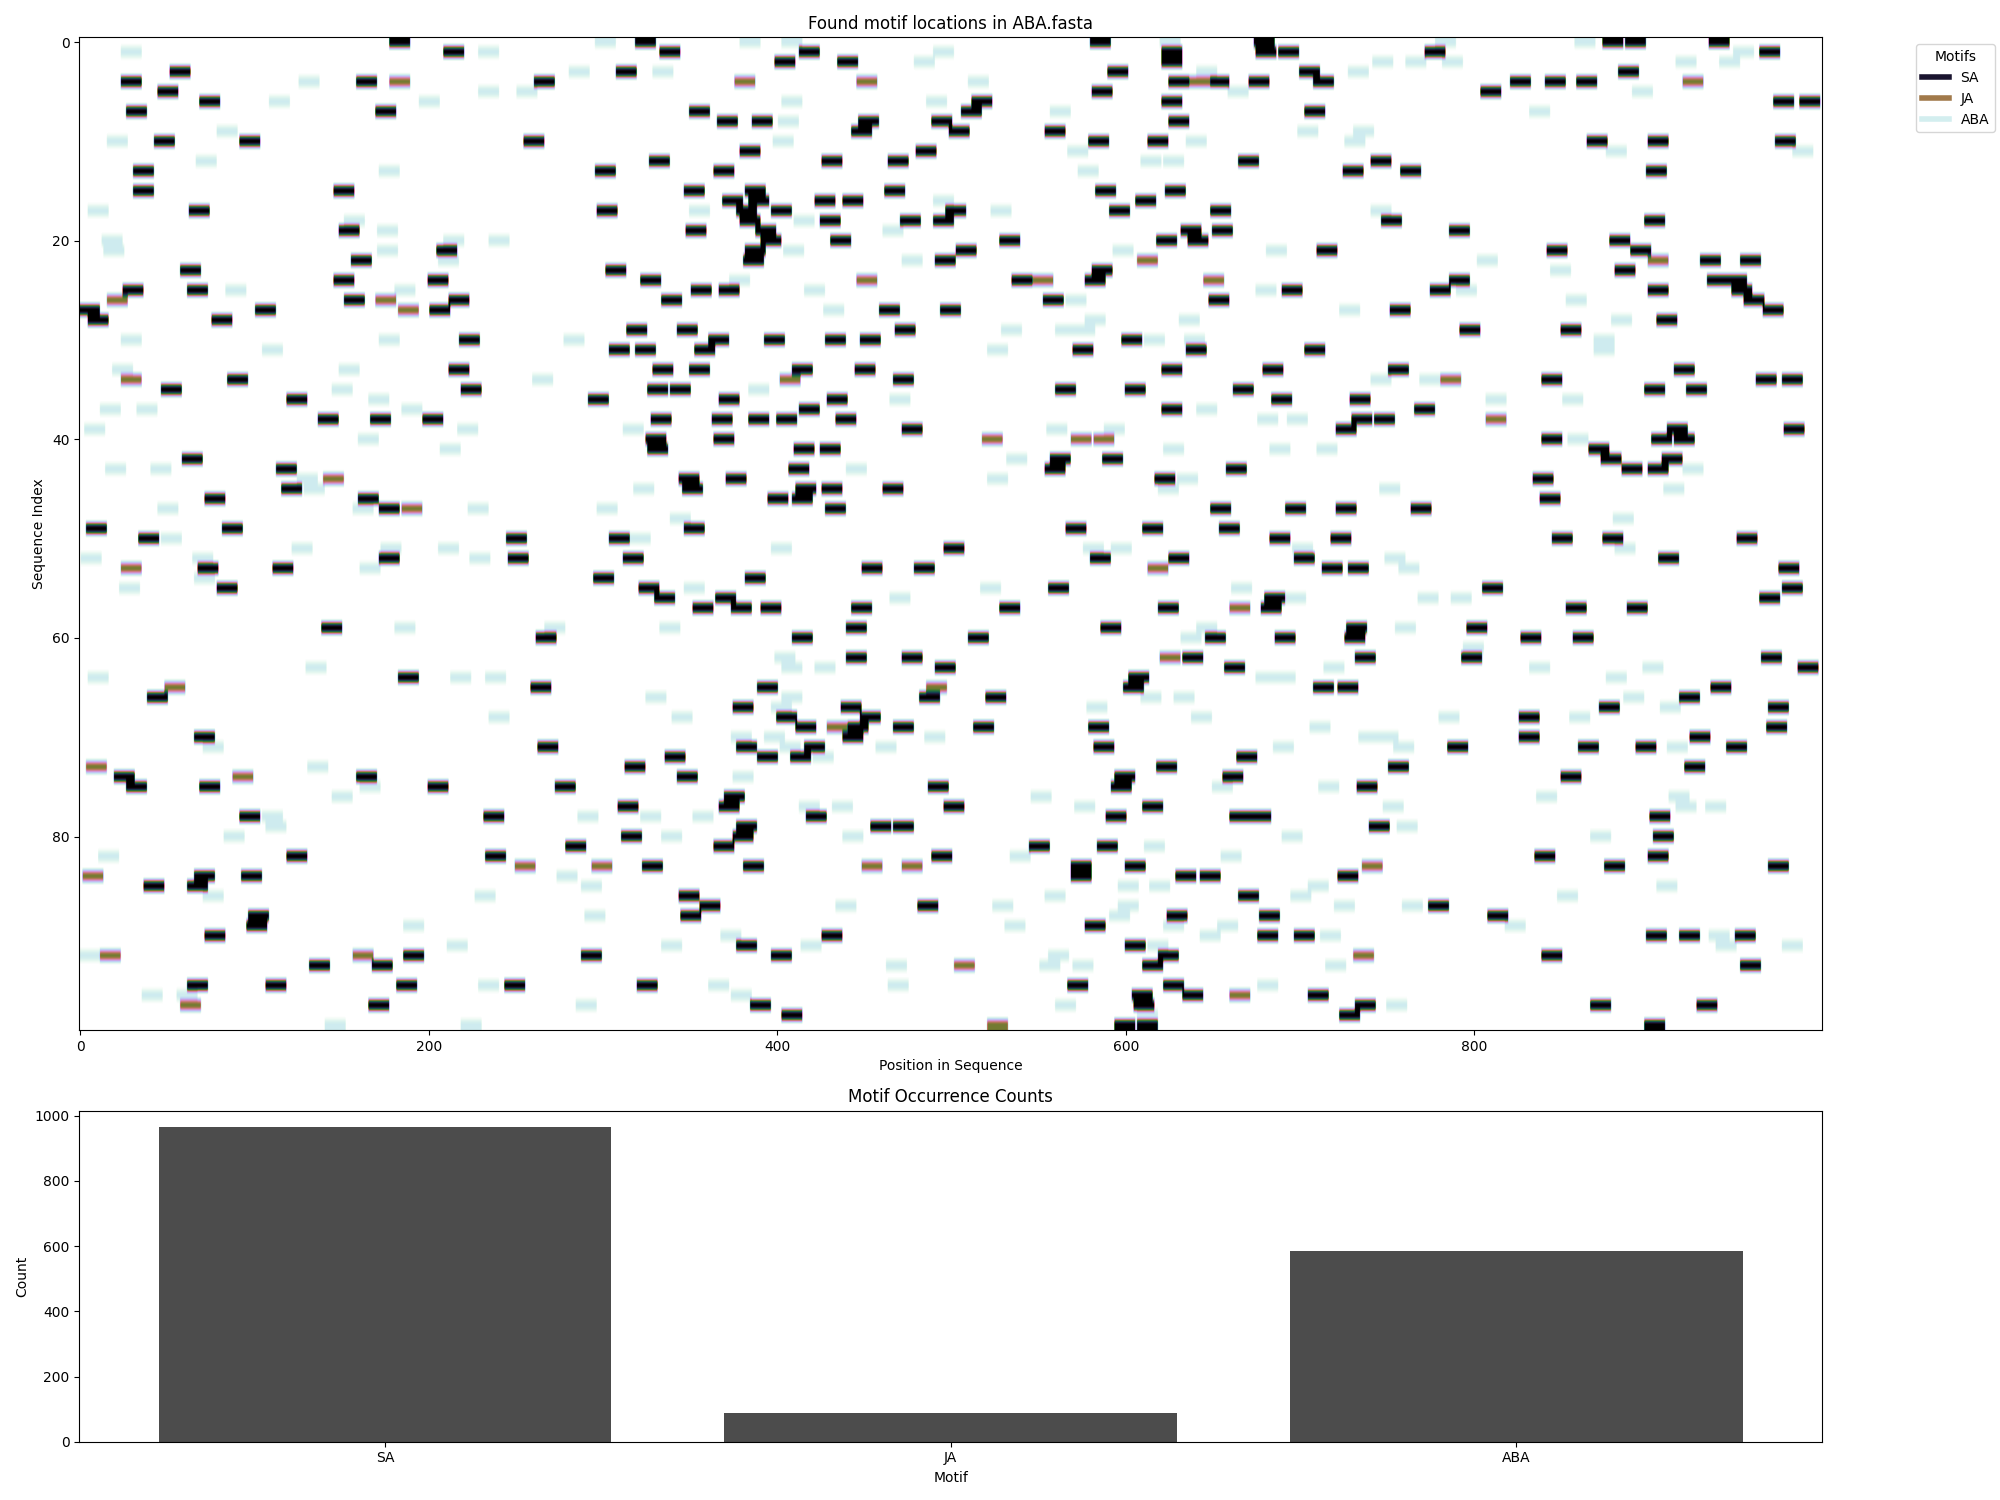 Found motif locations in ABA.fasta
Motifs
SA
JA
ABA
0
20
40
60
80
Sequence Index
0
200
400
600
800
Position in Sequence
Motif Occurrence Counts
1000
800
600
400
200
0
Count
SA
JA
ABA
Motif